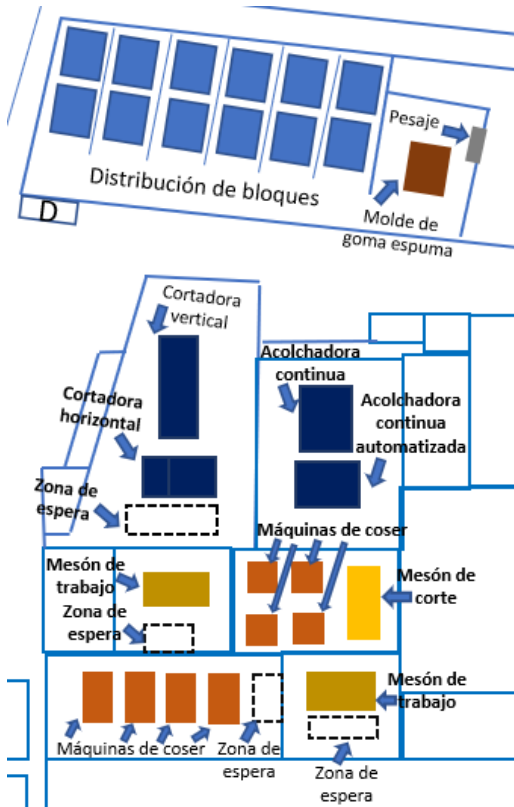 Pesaje
Distribución de bloques
Molde de
goma espuma
D
Cortadora
vertical
Acolchadora
continua
Cortadora
horizontal
Acolchadora
continua
automatizada
Zona de
espera
Máquinas de coser
Mesón de
trabajo
Zona de
espera
Mesón de
corte
Mesón de
trabajo
Máquinas de coser
Zona de
espera
Zona de
espera